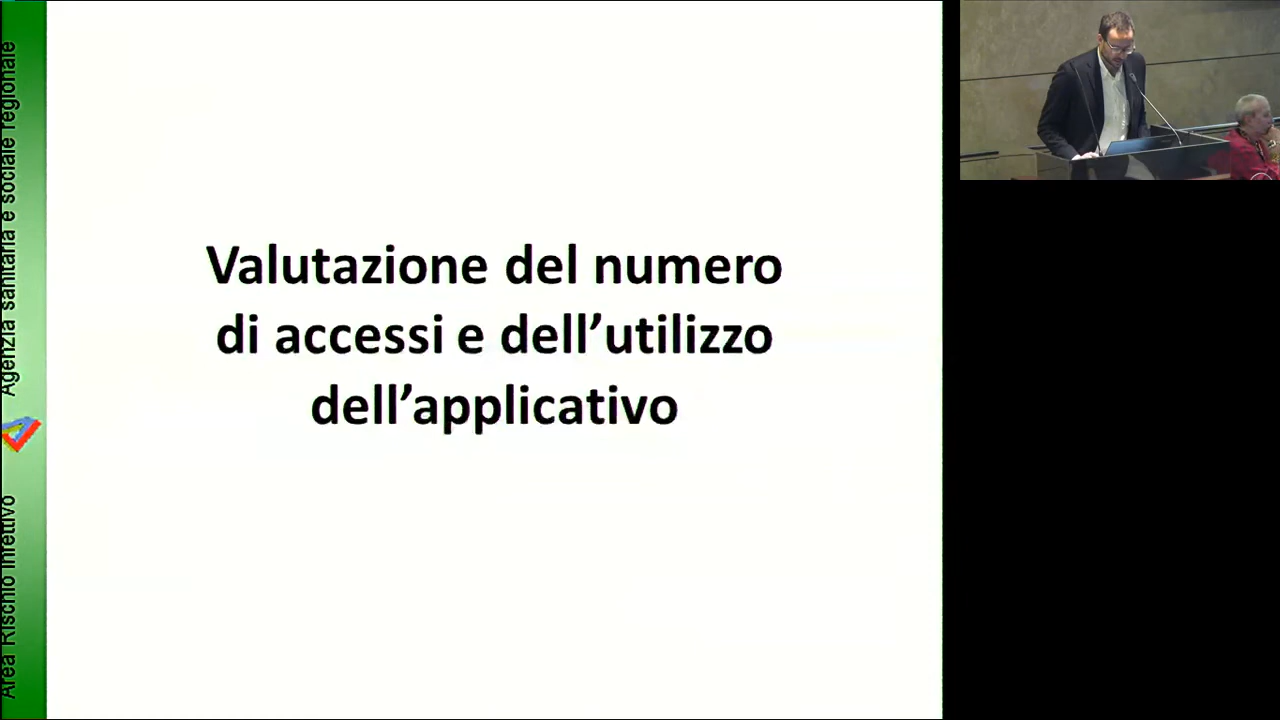 Valutazione del numero
di accessi e dell’utilizzo
dell’applicativo
Agenzia sanitaria e sociale regionale
Area Rischio Infettivo